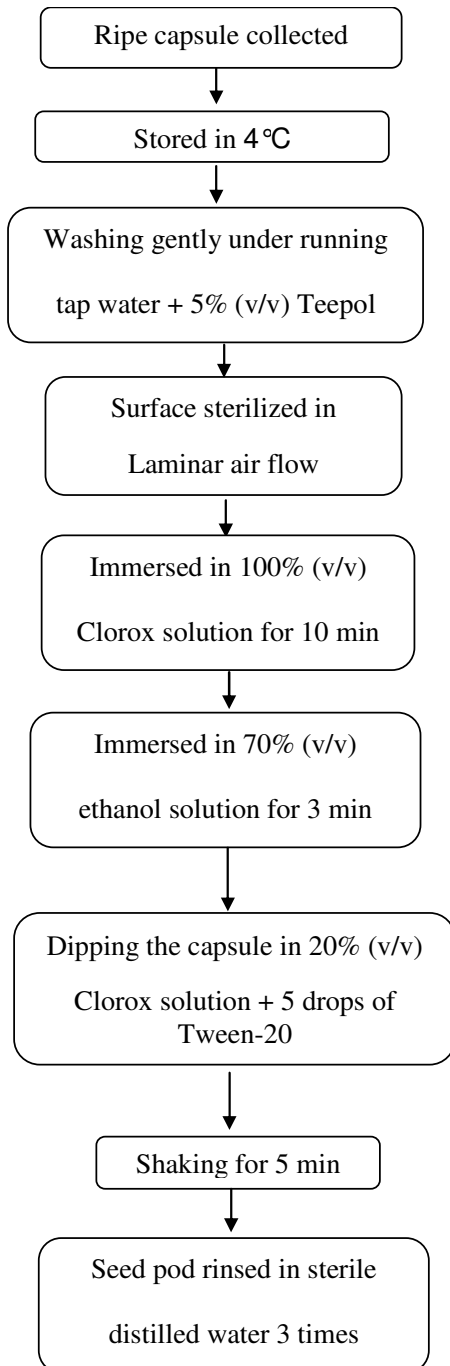 Ripe capsule collected
Stored in 4℃
Washing gently under running
tap water + 5% (v/v) Teepol
Surface sterilized in
Laminar air flow
Immersed in 100% (v/v)
Clorox solution for 10 min
Immersed in 70% (v/v)
ethanol solution for 3 min
Dipping the capsule in 20% (v/v)
Clorox solution + 5 drops of
Tween-20
Shaking for 5 min
Seed pod rinsed in sterile
distilled water 3 times